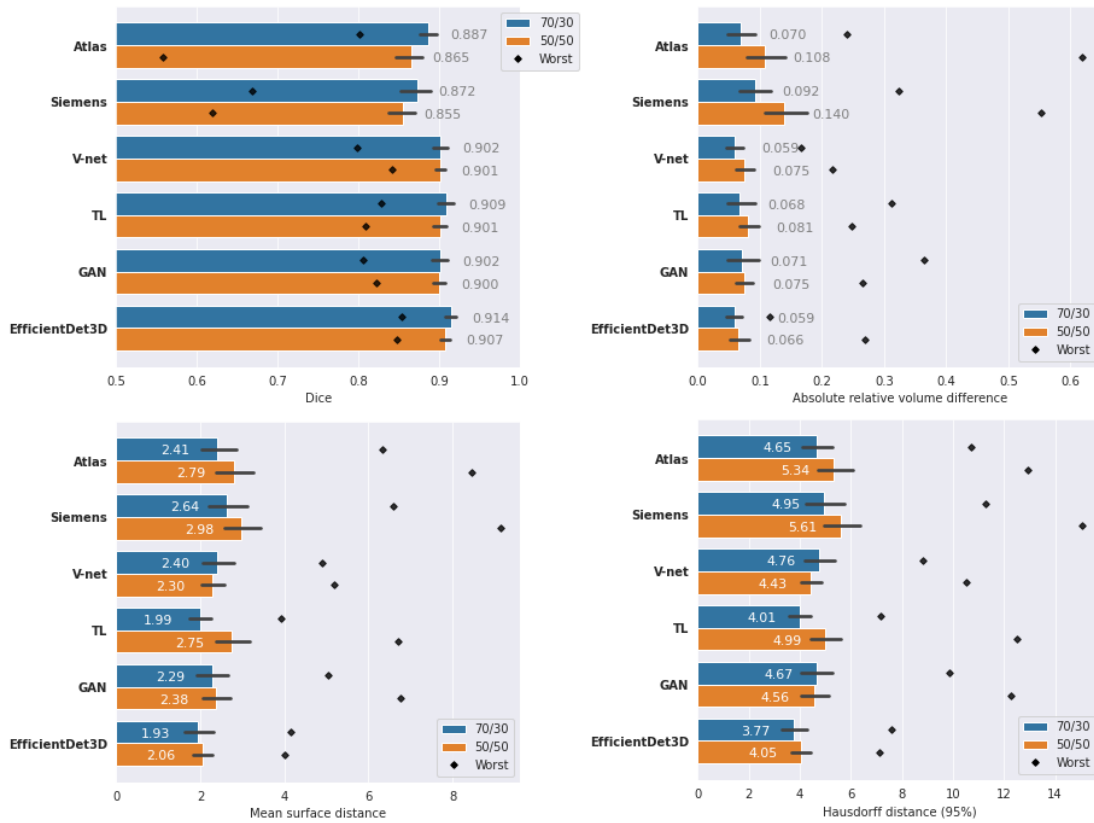 Atlas
0.887
0.865
Siemens
0.872
0.855
V-net
0.902
0.901
TL
0.909
0.901
GAN
0.902
0.900
EfficientDet3D
0.914
0.907
70/30
50/50
Worst
0.5 0.6 0.7 0.8 0.9 1.0
Dice
Atlas
0.070
0.108
Siemens
0.092
0.140
V-net
0.059
0.075
TL
0.068
0.081
GAN
0.071
0.075
EfficientDet3D
0.059
0.066
70/30
50/50
Worst
0.0 0.1 0.2 0.3 0.4 0.5 0.6
Absolute relative volume difference
Atlas
2.41
2.79
Siemens
2.64
2.98
V-net
2.40
2.30
TL
1.99
2.75
GAN
2.29
2.38
EfficientDet3D
1.93
2.06
70/30
50/50
Worst
0 2 4 6 8
Mean surface distance
Atlas
4.65
5.34
Siemens
4.95
5.61
V-net
4.76
4.43
TL
4.01
4.99
GAN
4.67
4.56
EfficientDet3D
3.77
4.05
70/30
50/50
Worst
0 2 4 6 8 10 12 14
Hausdorff distance (95%)